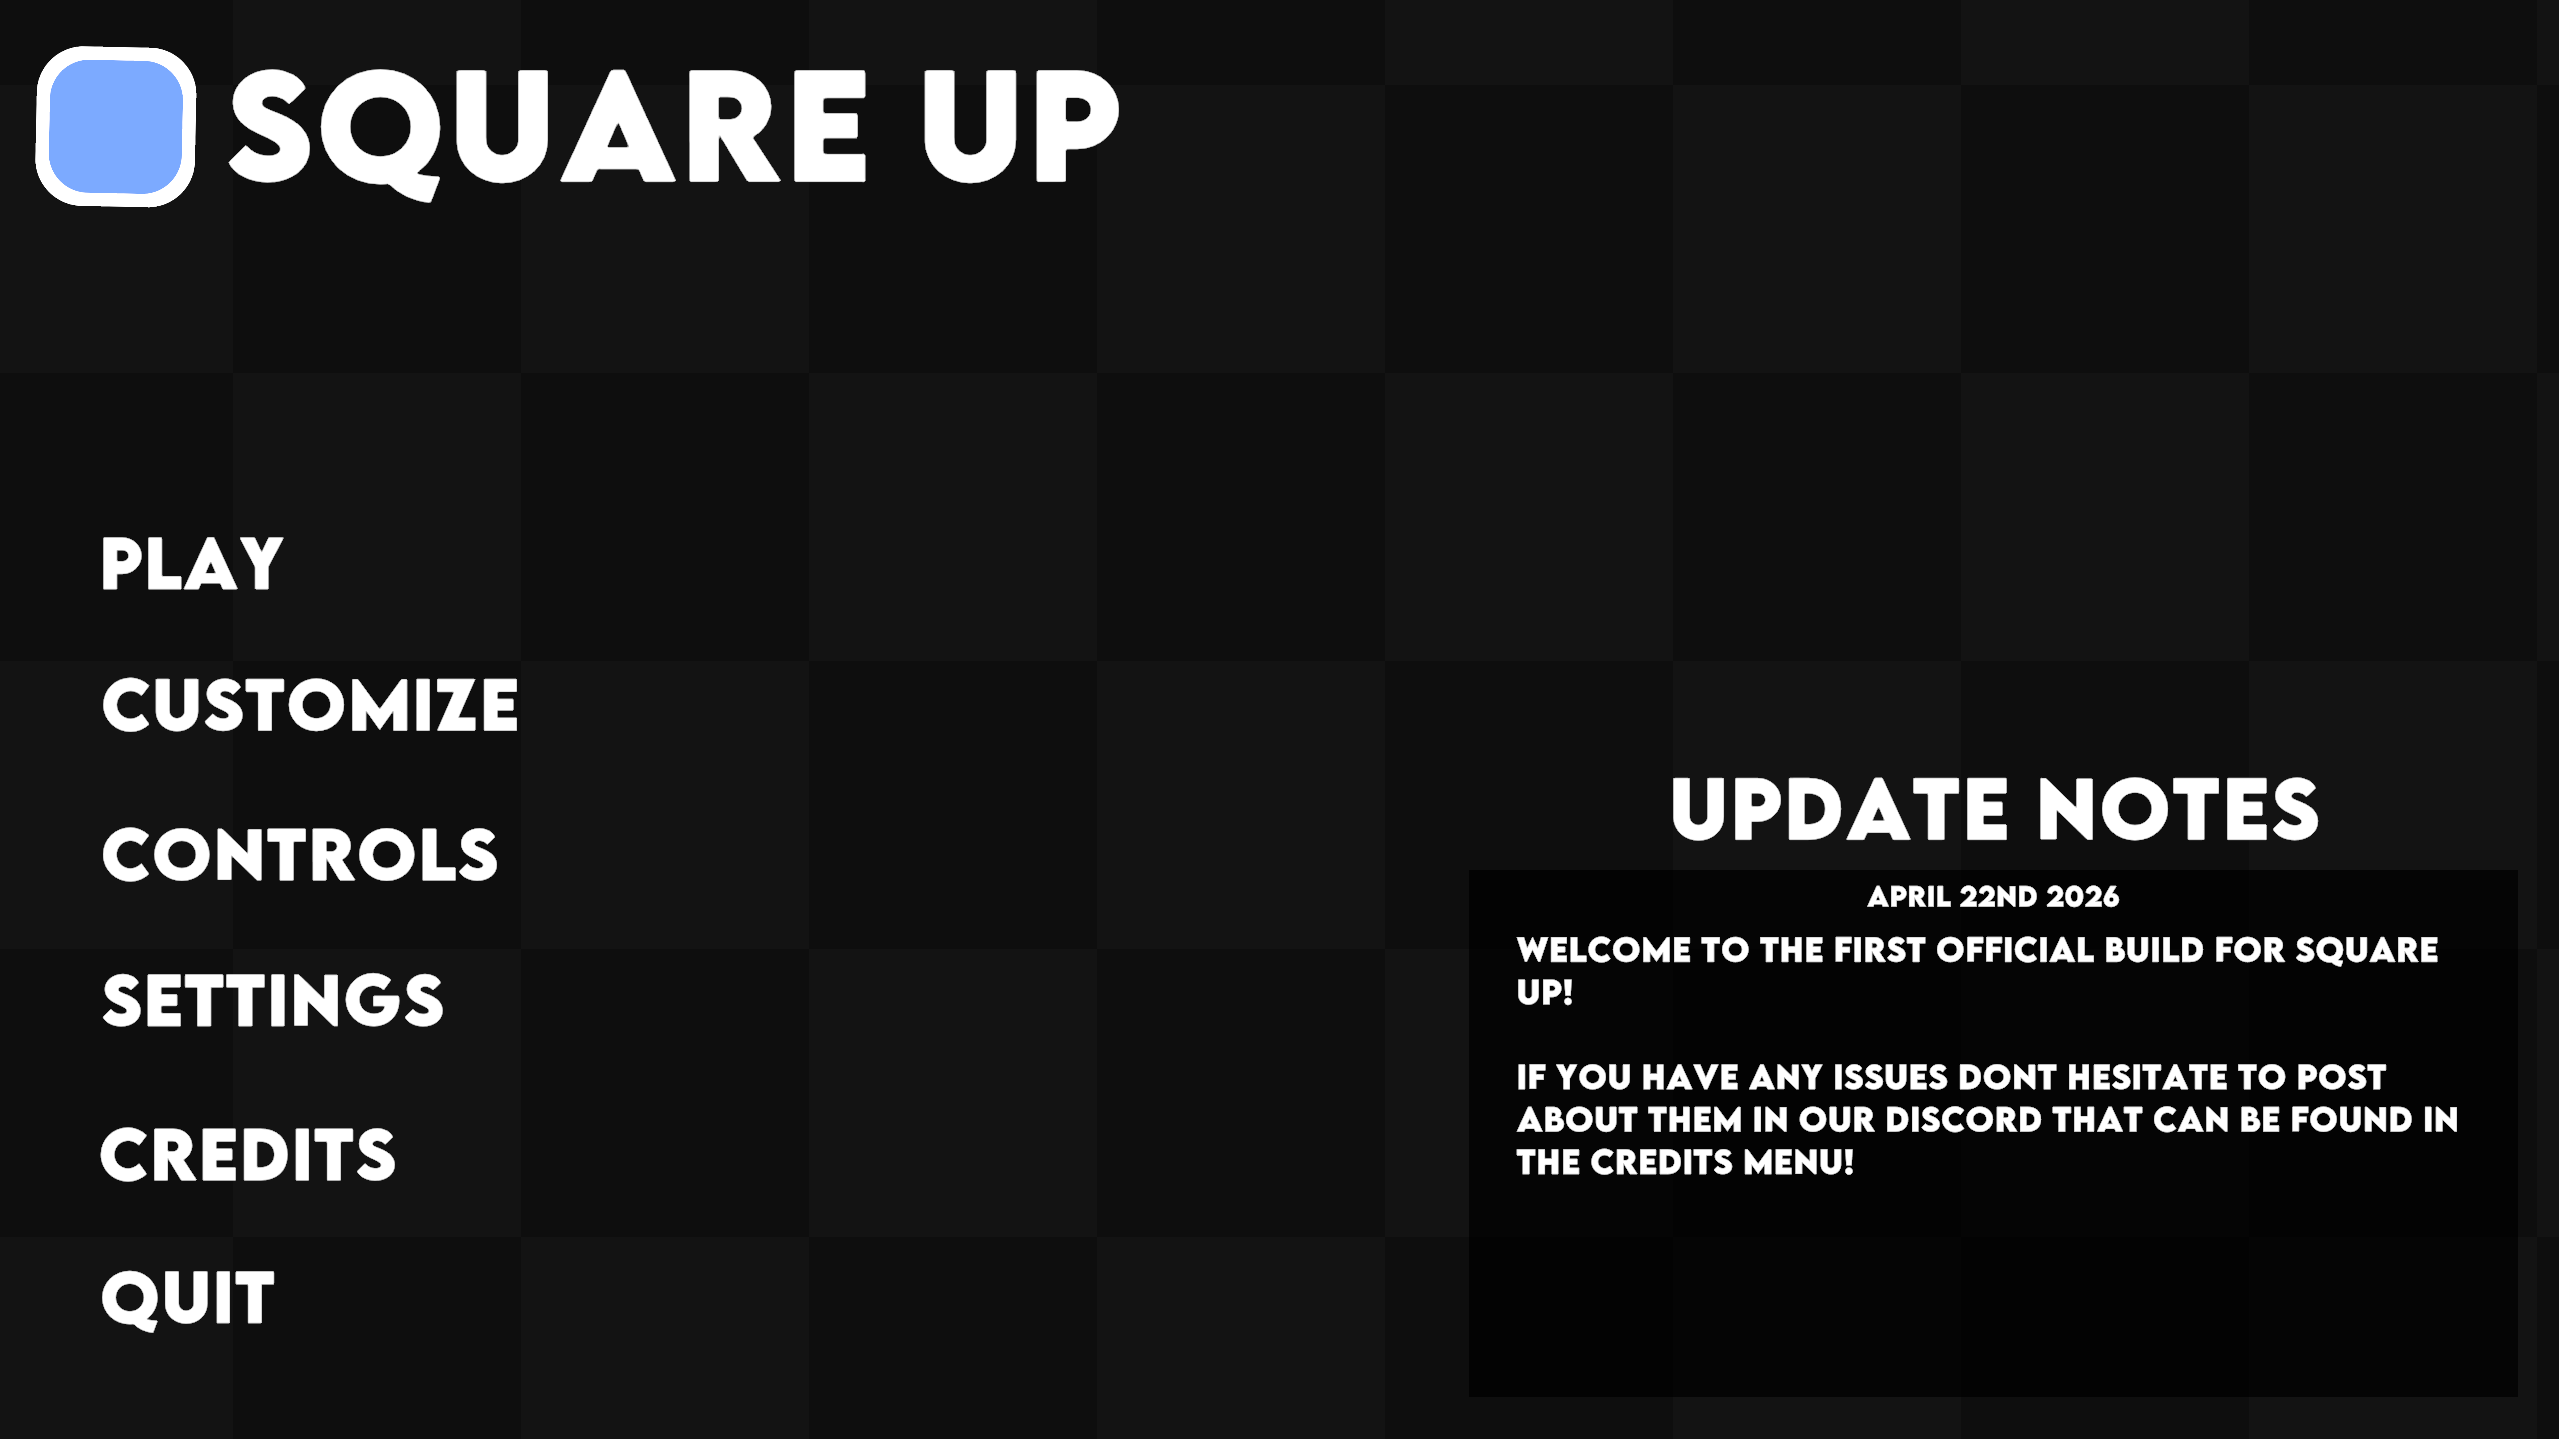 SQUARE UP
PLAY
CUSTOMIZE
CONTROLS
SETTINGS
CREDITS
QUIT
UPDATE NOTES
APRIL 22ND 2026
WELCOME TO THE FIRST OFFICIAL BUILD FOR SQUARE
UP!
IF YOU HAVE ANY ISSUES DONT HESITATE TO POST
ABOUT THEM IN OUR DISCORD THAT CAN BE FOUND IN
THE CREDITS MENU!